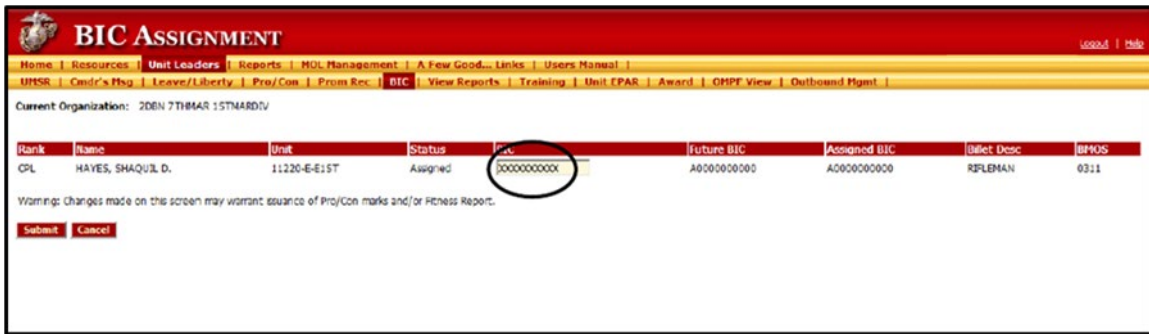 BIC ASSIGNMENT
Logout | Help
Home | Resources | Unit Leaders | Reports | MOL Management | A Few Good... Links | Users Manual |
UMSR | Cmdr's Msg | Leave/Liberty | Pro/Con | Prom Rec | BIC | View Reports | Training | Unit EPAR | Award | OMPF View | Outbound Mgmt |
Current Organization: 2DBN 7THMAR 1STMARDIV
Rank Name Unit Status BIC Future BIC Assigned BIC Billet Desc BMOS
CPL HAYES, SHAQUIL D. 11220-E-E1ST Assigned XXXXXXXXXXX A0000000000 A0000000000 RIFLEMAN 0311
Warning: Changes made on this screen may warrant issuance of Pro/Con marks and/or Fitness Report.
Submit Cancel